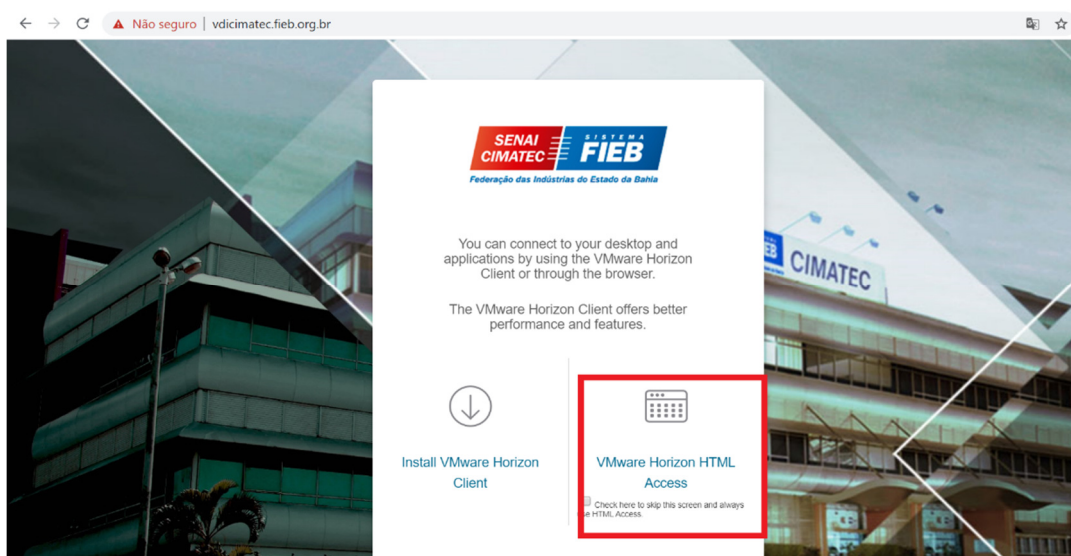 Não seguro | vdicimatec.fieb.org.br
SENAI
CIMATEC
SISTEMA
FIEB
Federação das Indústrias do Estado da Bahia
You can connect to your desktop and
applications by using the VMware Horizon
Client or through the browser.
The VMware Horizon Client offers better
performance and features.
Install VMware Horizon
Client
VMware Horizon HTML
Access
Check here to skip this screen and always
use HTML Access.
CIMATEC